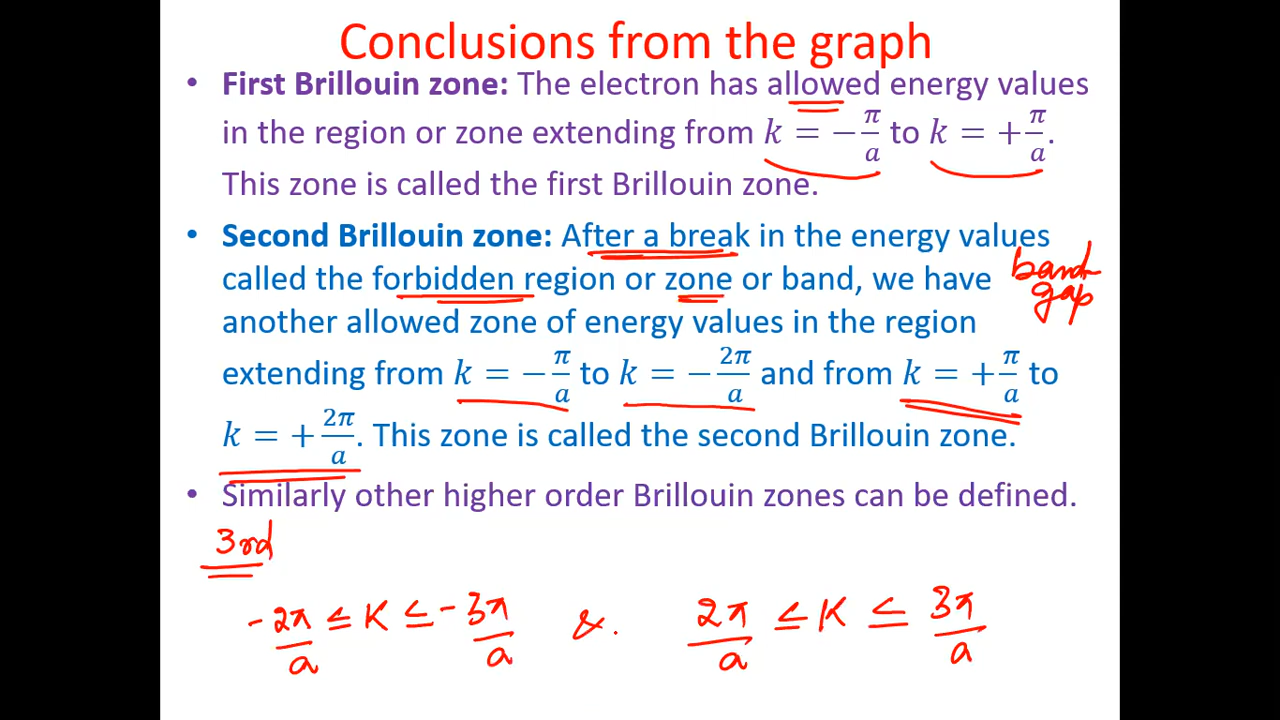 Conclusions from the graph
• First Brillouin zone: The electron has allowed energy values
in the region or zone extending from k = −π/a to k = +π/a.
This zone is called the first Brillouin zone.
• Second Brillouin zone: After a break in the energy values
called the forbidden region or zone or band, we have
band gap
another allowed zone of energy values in the region
extending from k = −π/a to k = −2π/a and from k = +π/a to
k = +2π/a. This zone is called the second Brillouin zone.
• Similarly other higher order Brillouin zones can be defined.
3rd
-2π/a ≤ K ≤ -3π/a &. 2π/a ≤ K ≤ 3π/a